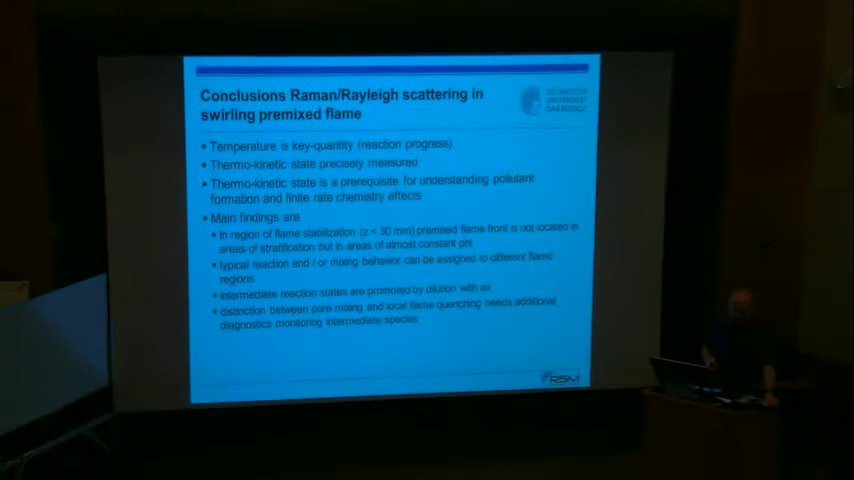 Conclusions Raman/Rayleigh scattering in
swirling premixed flame
TECHNISCHE
UNIVERSITÄT
DARMSTADT
• Temperature is key-quantity (reaction progress)
• Thermo-kinetic state precisely measured
• Thermo-kinetic state is a prerequisite for understanding pollutant
formation and finite rate chemistry effects
• Main findings are
• In region of flame stabilization (z < 30 mm) premixed flame front is not located in
areas of stratification but in areas of almost constant phi
• typical reaction and / or mixing behavior can be assigned to different flame
regions
• intermediate reaction states are promoted by dilution with air
• distinction between pure mixing and local flame quenching needs additional
diagnostics monitoring intermediate species
RSM